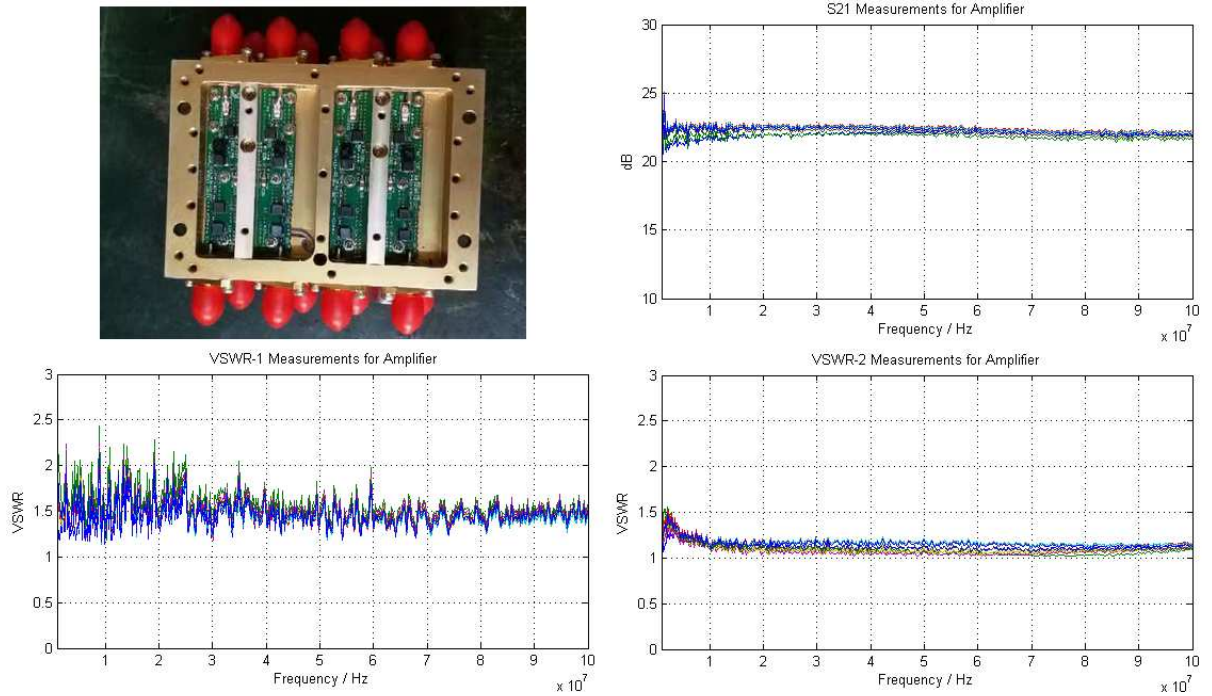 S21 Measurements for Amplifier
30
25
20
15
10
dB
1 2 3 4 5 6 7 8 9 10
Frequency / Hz
x 10^7
VSWR-1 Measurements for Amplifier
3
2.5
2
1.5
1
0.5
0
VSWR
1 2 3 4 5 6 7 8 9 10
Frequency / Hz
x 10^7
VSWR-2 Measurements for Amplifier
3
2.5
2
1.5
1
0.5
0
VSWR
1 2 3 4 5 6 7 8 9 10
Frequency / Hz
x 10^7